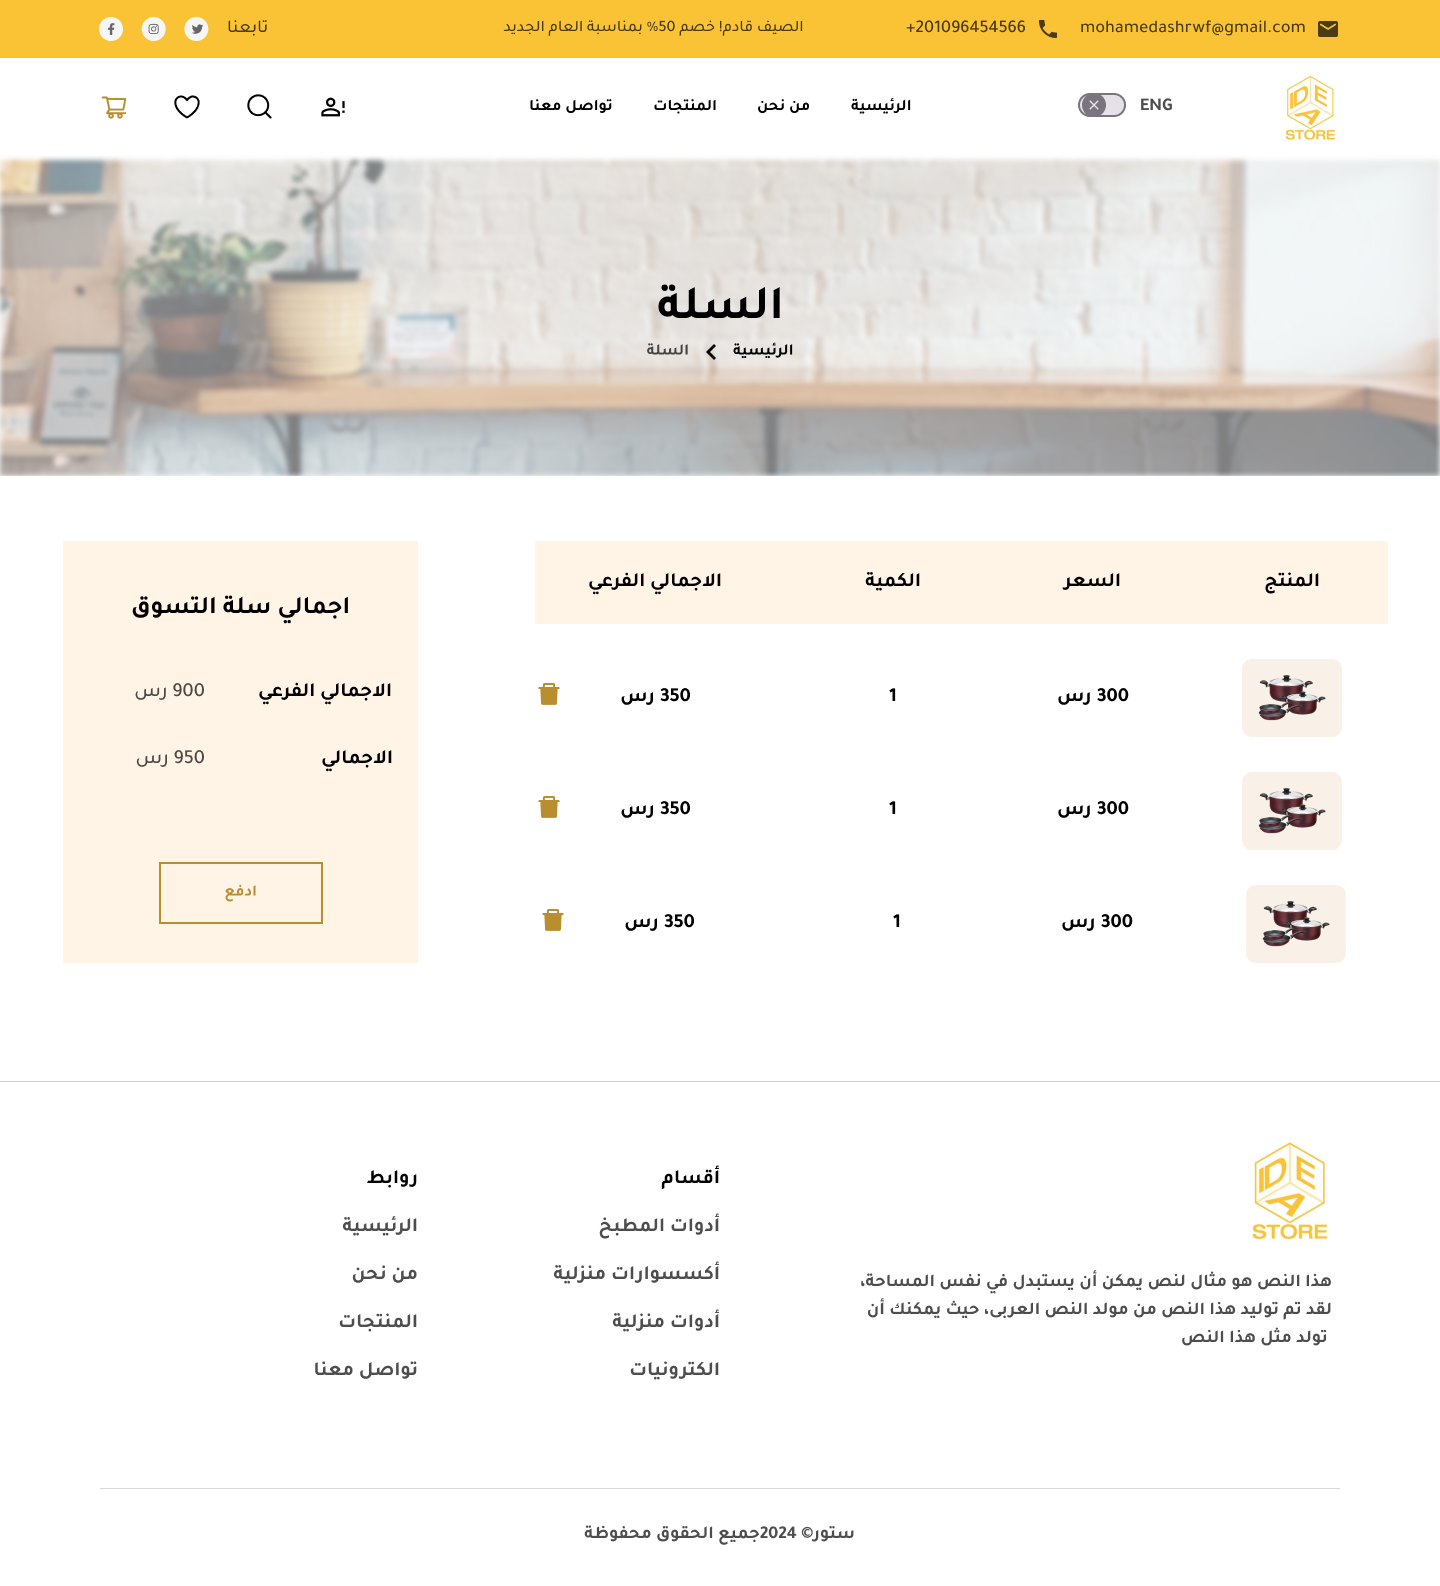 mohamedashrwf@gmail.com
+201096454566
الصيف قادم! خصم 50% بمناسبة العام الجديد
تابعنا
IDEA
STORE
ENG
الرئيسية
من نحن
المنتجات
تواصل معنا
السلة
الرئيسية
السلة
المنتج
السعر
الكمية
الاجمالي الفرعي
300 رس
1
350 رس
300 رس
1
350 رس
300 رس
1
350 رس
اجمالي سلة التسوق
الاجمالي الفرعي
900 رس
الاجمالي
950 رس
ادفع
IDEA
STORE
هذا النص هو مثال لنص يمكن أن يستبدل في نفس المساحة،
لقد تم توليد هذا النص من مولد النص العربى، حيث يمكنك أن
تولد مثل هذا النص
أقسام
أدوات المطبخ
أكسسوارات منزلية
أدوات منزلية
الكترونيات
روابط
الرئيسية
من نحن
المنتجات
تواصل معنا
ستور© 2024جميع الحقوق محفوظة